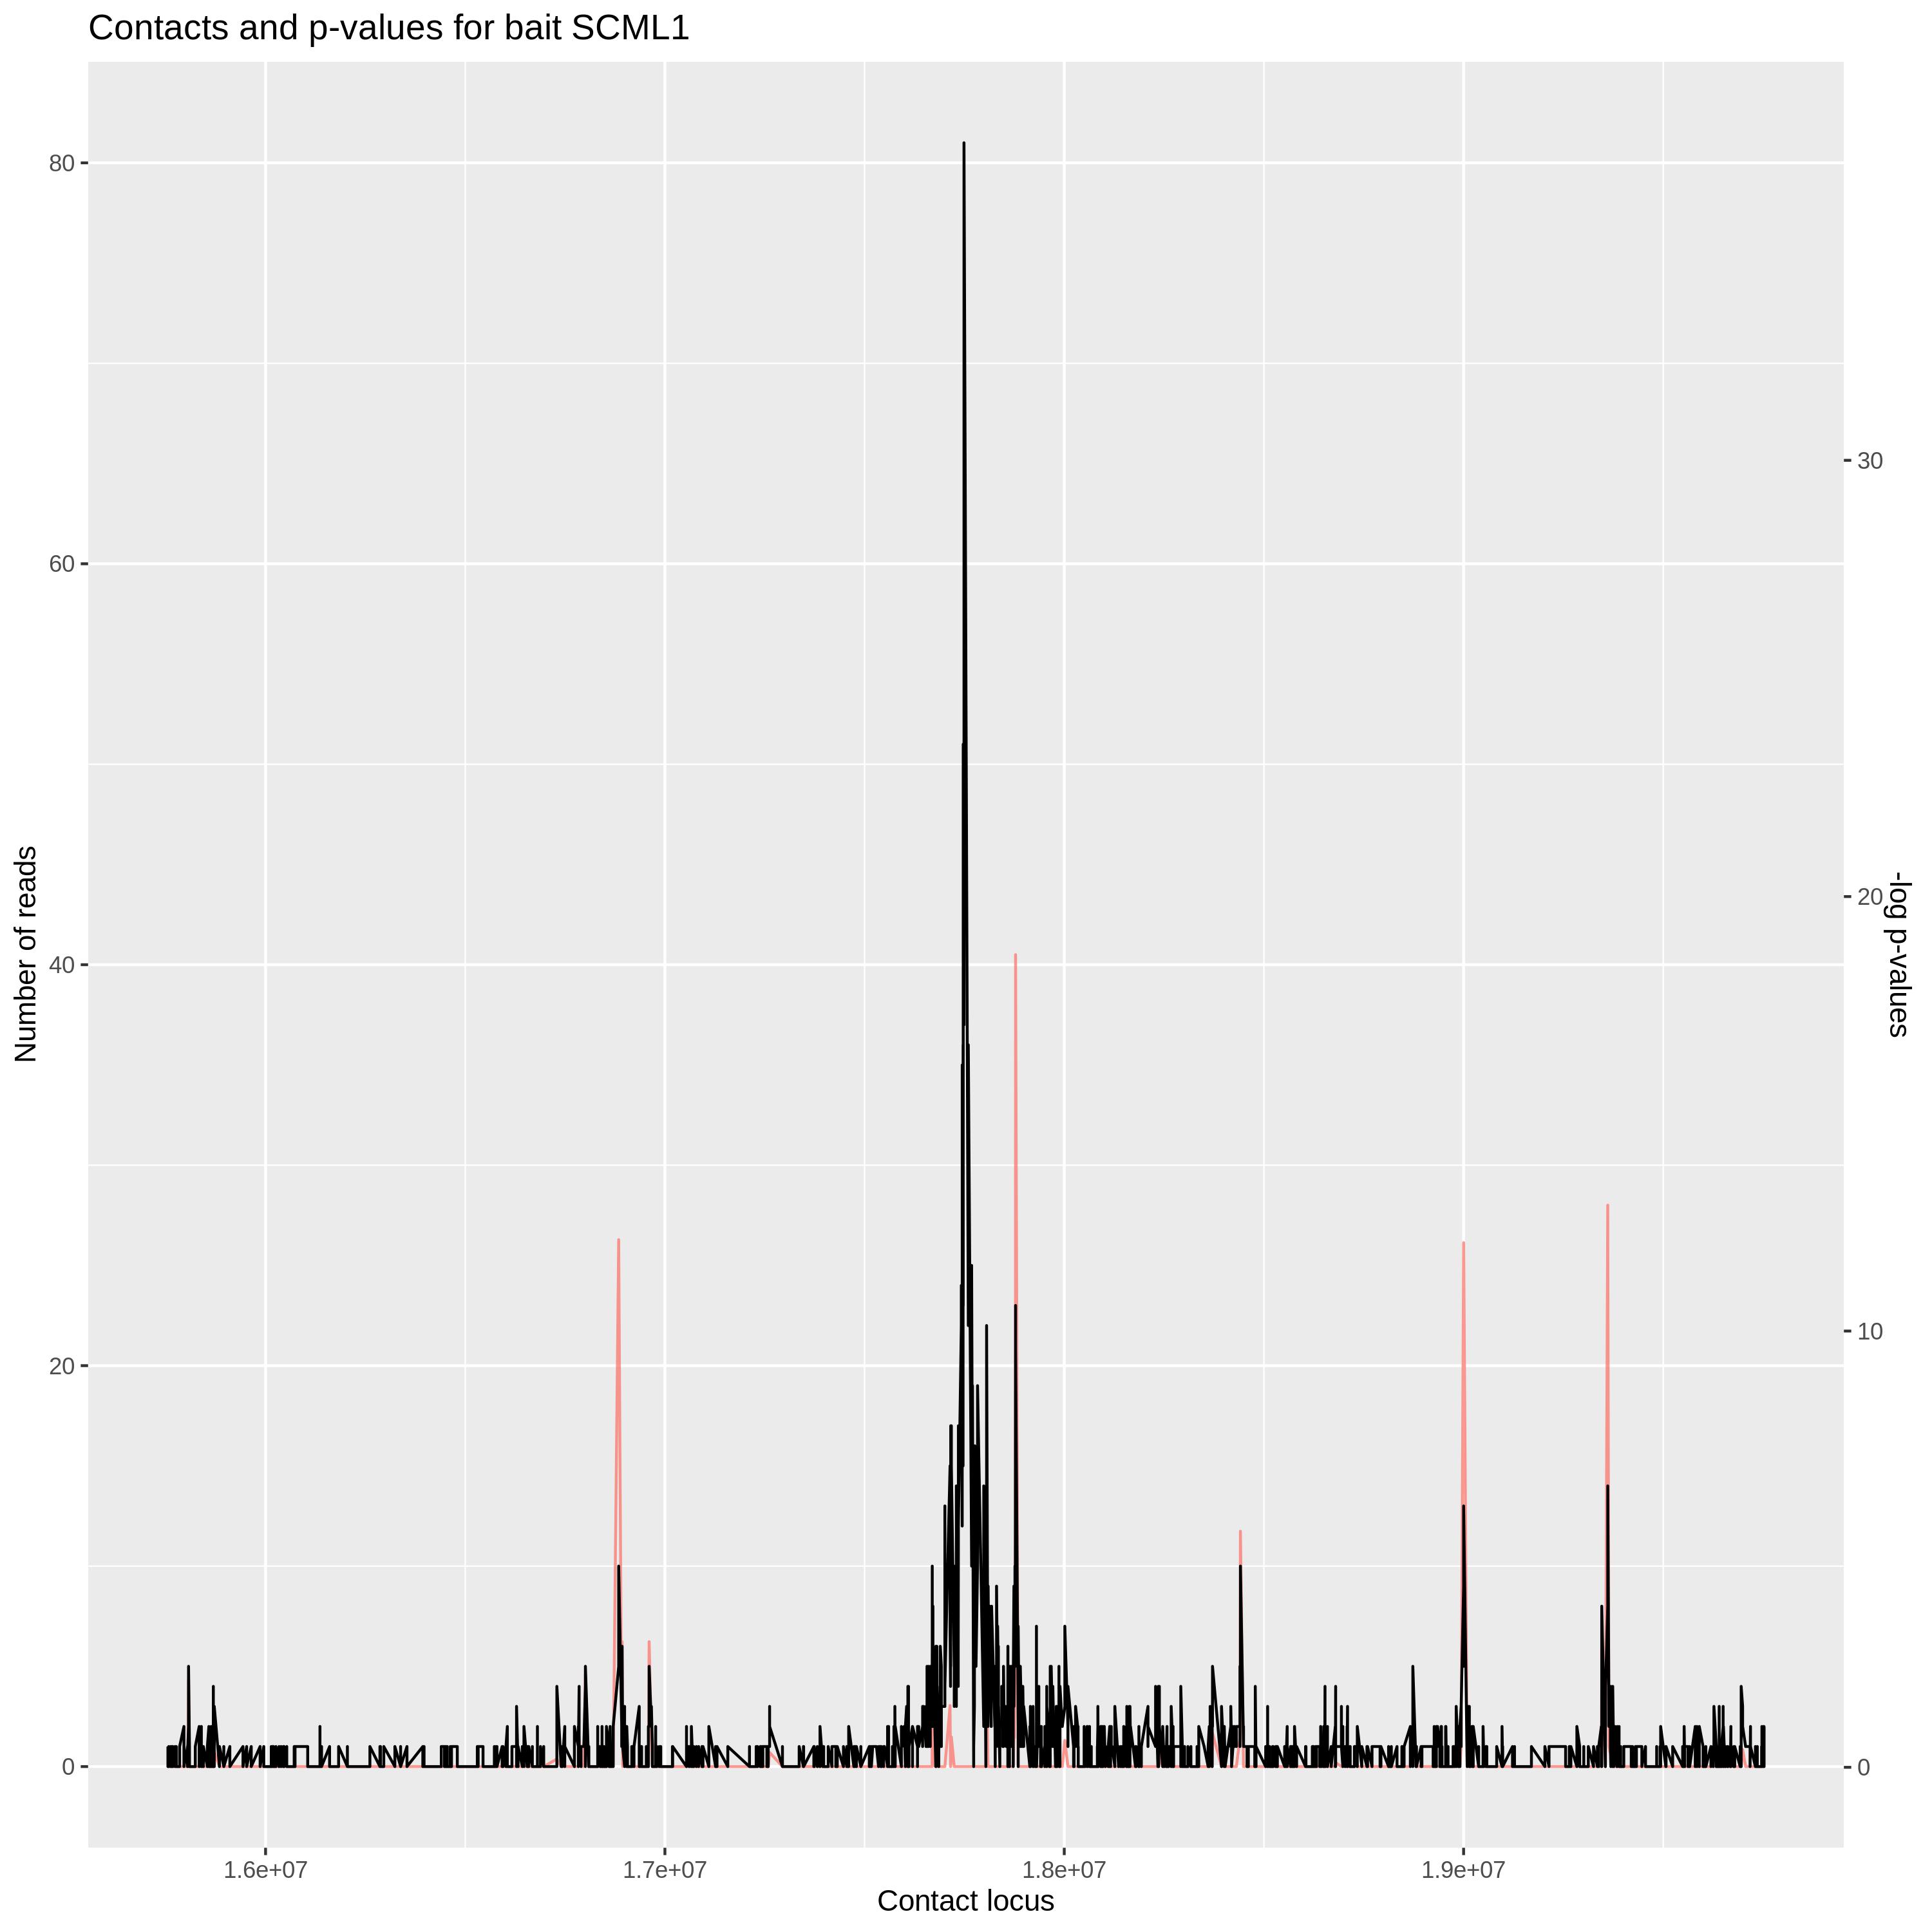 Contacts and p-values for bait SCML1
80
60
40
20
0
Number of reads
30
20
10
0
-log p-values
1.6e+07
1.7e+07
1.8e+07
1.9e+07
Contact locus